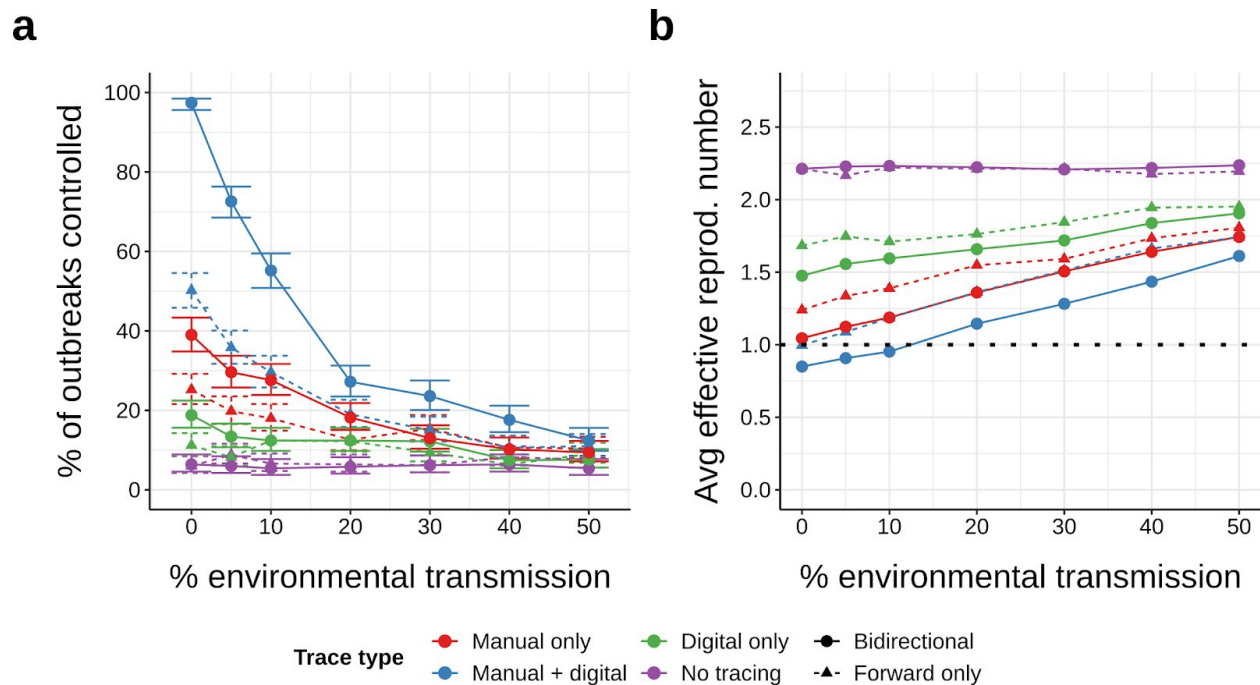 a
b
% of outbreaks controlled
100
80
60
40
20
0
0 10 20 30 40 50
% environmental transmission
Avg effective reprod. number
2.5
2.0
1.5
1.0
0.5
0.0
0 10 20 30 40 50
% environmental transmission
Trace type
Manual only
Digital only
Bidirectional
Manual + digital
No tracing
Forward only